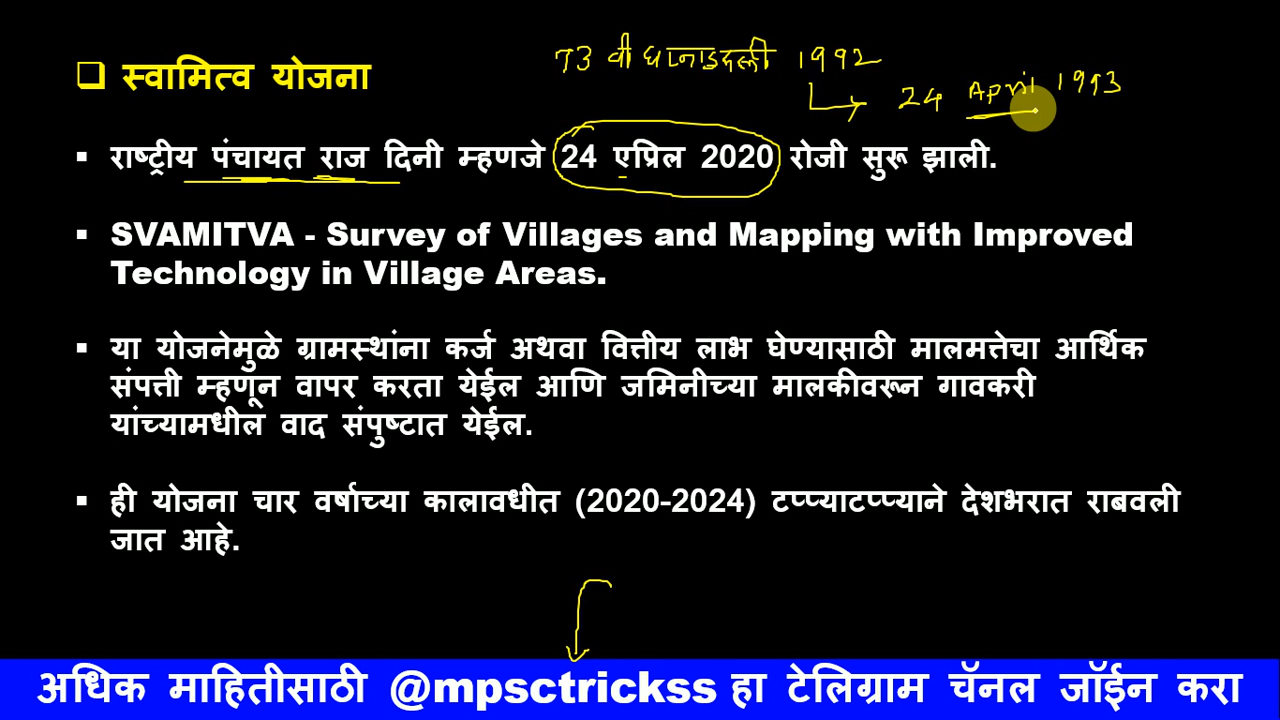 73 वी घटनादुरुस्ती 1992
→ 24 April 1993
❑ स्वामित्व योजना
▪ राष्ट्रीय पंचायत राज दिनी म्हणजे 24 एप्रिल 2020 रोजी सुरू झाली.
▪ SVAMITVA - Survey of Villages and Mapping with Improved
Technology in Village Areas.
▪ या योजनेमुळे ग्रामस्थांना कर्ज अथवा वित्तीय लाभ घेण्यासाठी मालमत्तेचा आर्थिक
संपत्ती म्हणून वापर करता येईल आणि जमिनीच्या मालकीवरून गावकरी
यांच्यामधील वाद संपुष्टात येईल.
▪ ही योजना चार वर्षाच्या कालावधीत (2020-2024) टप्प्याटप्प्याने देशभरात राबवली
जात आहे.
अधिक माहितीसाठी @mpsctrickss हा टेलिग्राम चॅनल जॉईन करा